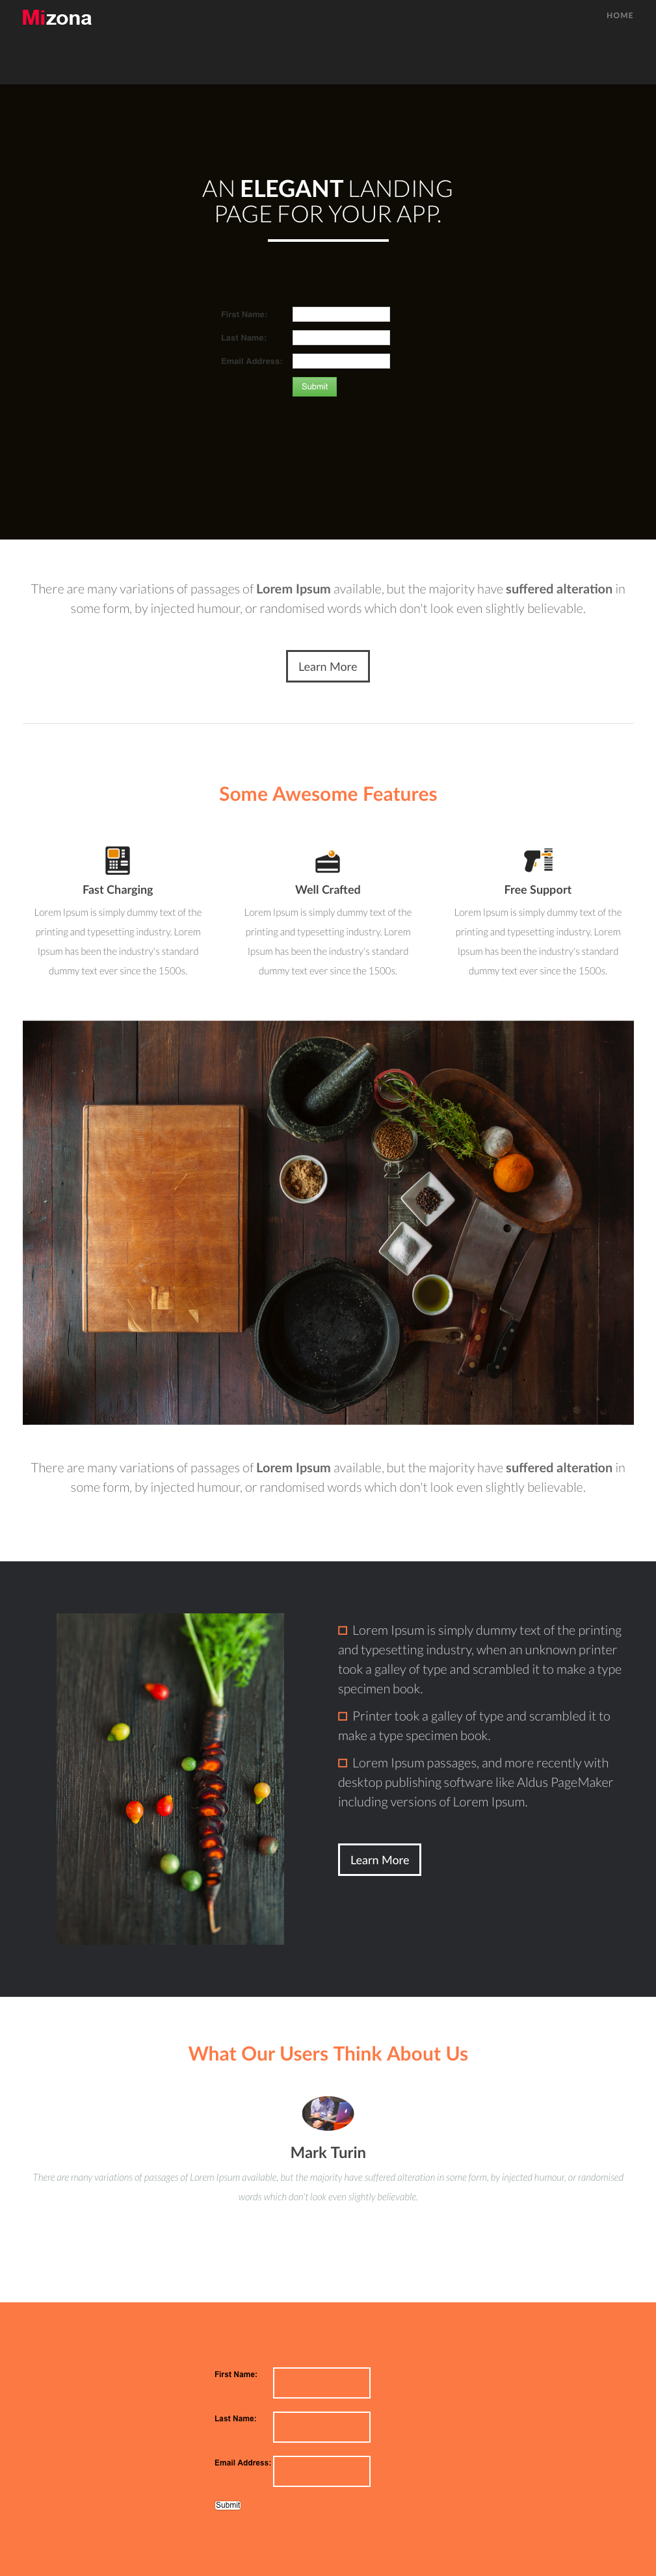 Mizona
HOME
AN ELEGANT LANDING
PAGE FOR YOUR APP.
First Name:
Last Name:
Email Address:
Submit
There are many variations of passages of Lorem Ipsum available, but the majority have suffered alteration in
some form, by injected humour, or randomised words which don't look even slightly believable.
Learn More
Some Awesome Features
Fast Charging
Lorem Ipsum is simply dummy text of the
printing and typesetting industry. Lorem
Ipsum has been the industry's standard
dummy text ever since the 1500s.
Well Crafted
Lorem Ipsum is simply dummy text of the
printing and typesetting industry. Lorem
Ipsum has been the industry's standard
dummy text ever since the 1500s.
Free Support
Lorem Ipsum is simply dummy text of the
printing and typesetting industry. Lorem
Ipsum has been the industry's standard
dummy text ever since the 1500s.
There are many variations of passages of Lorem Ipsum available, but the majority have suffered alteration in
some form, by injected humour, or randomised words which don't look even slightly believable.
Lorem Ipsum is simply dummy text of the printing
and typesetting industry, when an unknown printer
took a galley of type and scrambled it to make a type
specimen book.
Printer took a galley of type and scrambled it to
make a type specimen book.
Lorem Ipsum passages, and more recently with
desktop publishing software like Aldus PageMaker
including versions of Lorem Ipsum.
Learn More
What Our Users Think About Us
Mark Turin
There are many variations of passages of Lorem Ipsum available, but the majority have suffered alteration in some form, by injected humour, or randomised
words which don't look even slightly believable.
First Name:
Last Name:
Email Address:
Submit